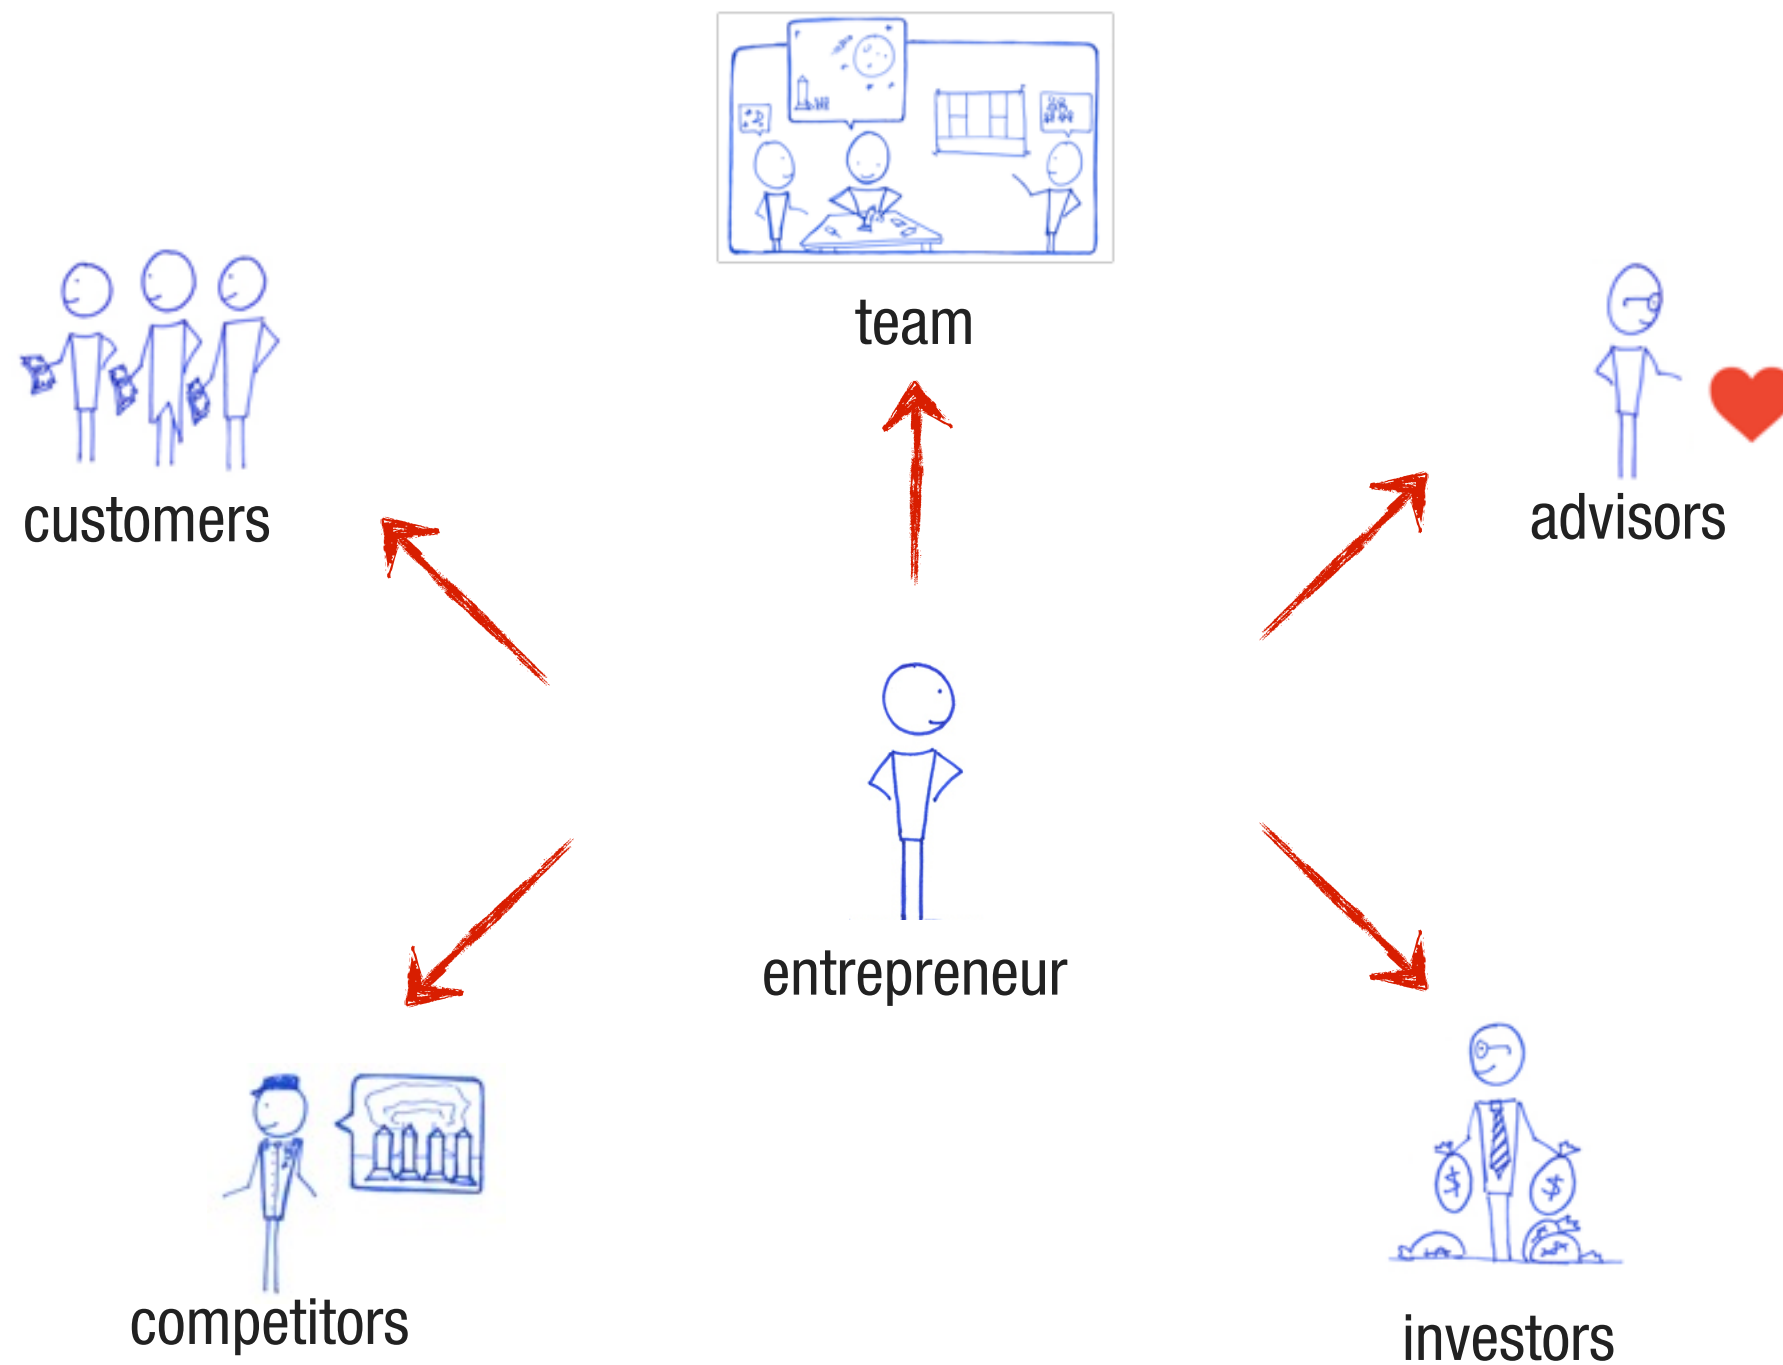 team
customers
advisors
entrepreneur
competitors
investors
$
$